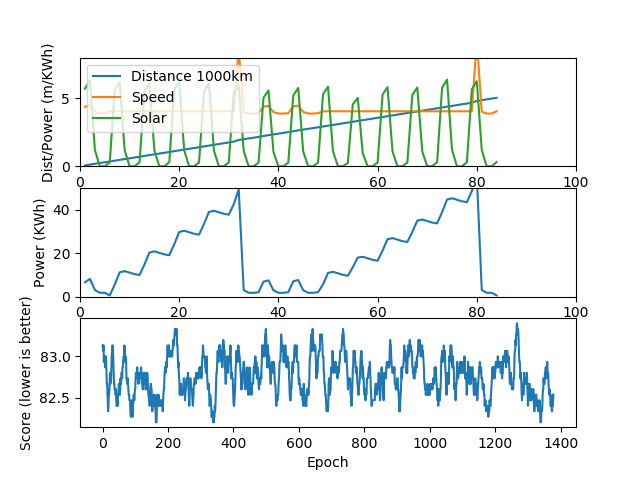 Dist/Power (m/KWh)
5
0
Distance 1000km
Speed
Solar
0 20 40 60 80 100
Power (KWh)
40
20
0
0 20 40 60 80 100
Score (lower is better)
83.0
82.5
0 200 400 600 800 1000 1200 1400
Epoch